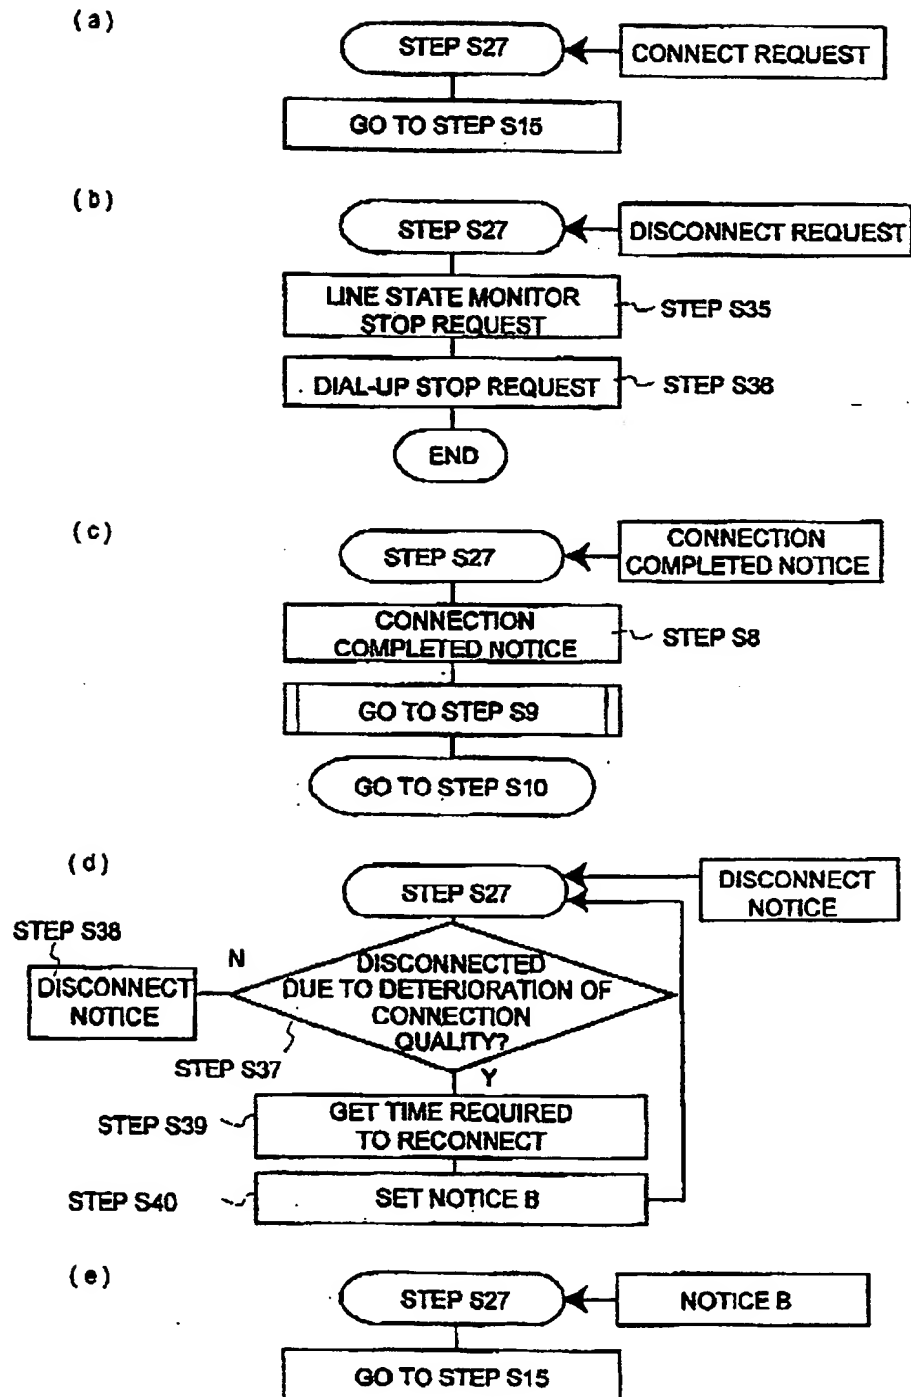 (a)
STEP S27
CONNECT REQUEST
GO TO STEP S15
(b)
STEP S27
DISCONNECT REQUEST
LINE STATE MONITOR
STOP REQUEST
STEP S35
DIAL-UP STOP REQUEST
STEP S36
END
(c)
STEP S27
CONNECTION
COMPLETED NOTICE
CONNECTION
COMPLETED NOTICE
STEP S8
GO TO STEP S9
GO TO STEP S10
(d)
STEP S27
DISCONNECT
NOTICE
STEP S38
N
DISCONNECT
NOTICE
DISCONNECTED
DUE TO DETERIORATION OF
CONNECTION
QUALITY?
STEP S37
Y
STEP S39
GET TIME REQUIRED
TO RECONNECT
STEP S40
SET NOTICE B
(e)
STEP S27
NOTICE B
GO TO STEP S15